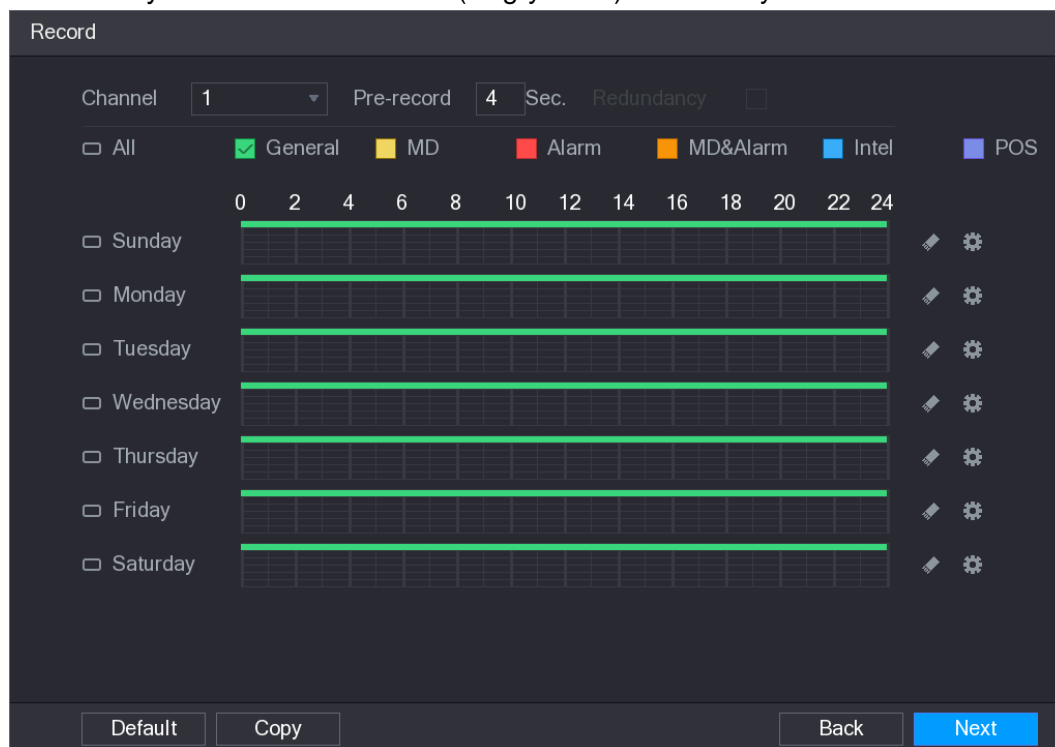 Record
Channel 1 Pre-record 4 Sec. Redundancy
All General MD Alarm MD&Alarm Intel POS
0 2 4 6 8 10 12 14 16 18 20 22 24
Sunday
Monday
Tuesday
Wednesday
Thursday
Friday
Saturday
Default Copy Back Next